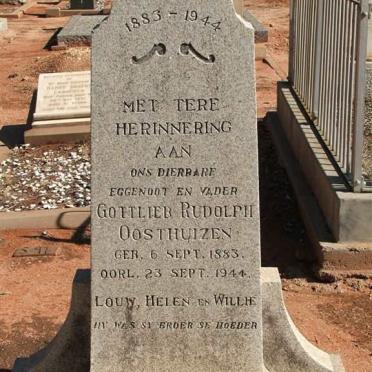 1883 - 1944
MET TERE
HERINNERING
AAN
ONS DIERBARE
EGGENOOT EN VADER
GOTTLIEB RUDOLPH
OOSTHUIZEN
GEB. 6 SEPT. 1883.
OORL. 23 SEPT. 1944.
LOUW, HELEN EN WILLIE
HY WAS SY BROER SE HOEDER